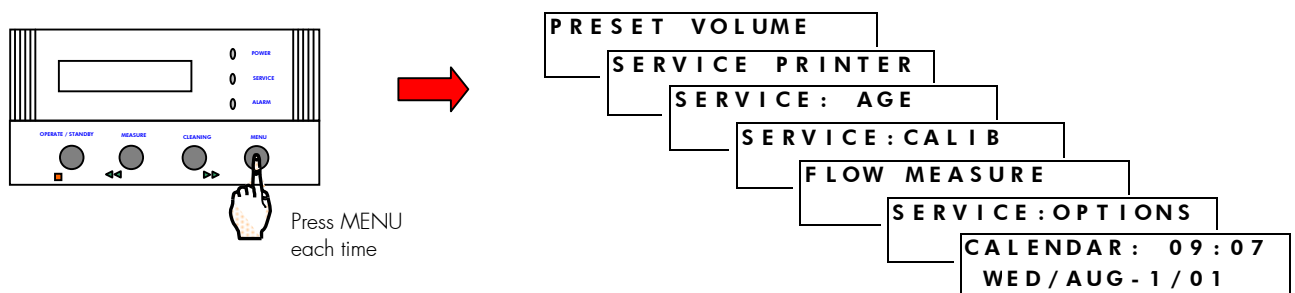 POWER
SERVICE
ALARM
OPERATE / STANDBY MEASURE CLEANING MENU
Press MENU
each time
PRESET VOLUME
SERVICE PRINTER
SERVICE: AGE
SERVICE:CALIB
FLOW MEASURE
SERVICE:OPTIONS
CALENDAR: 09:07
WED/AUG-1/01